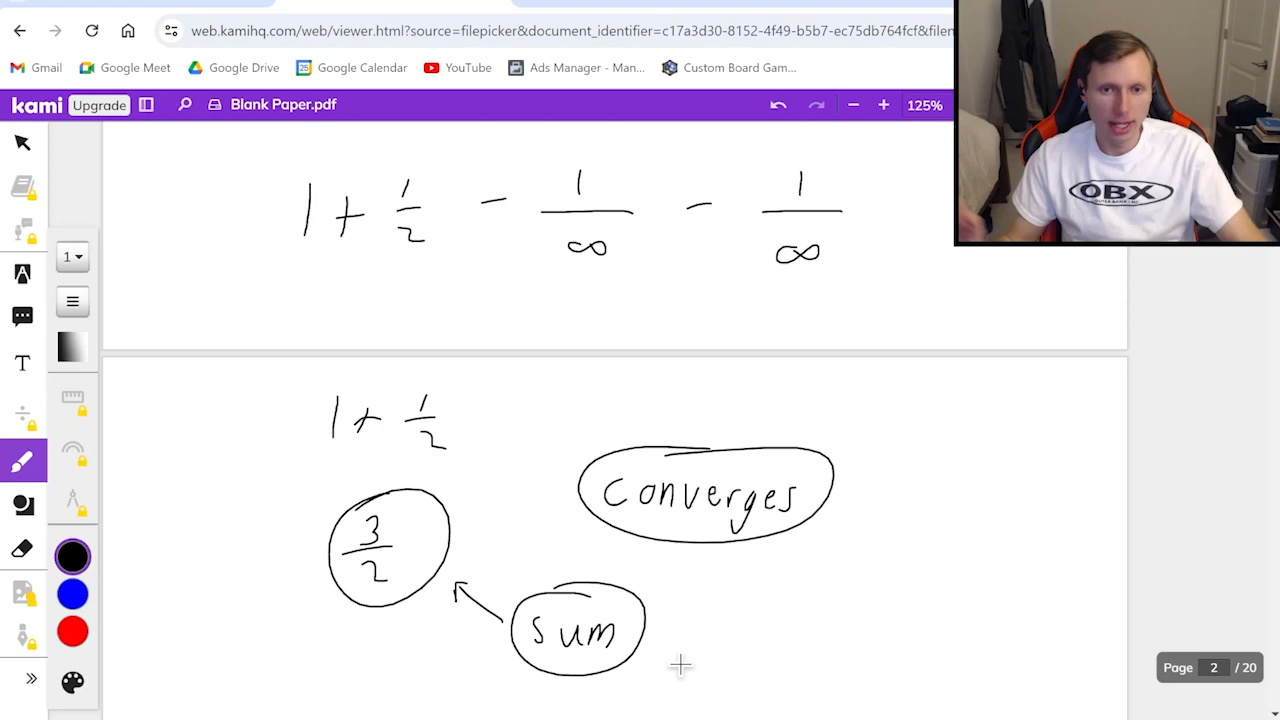 web.kamihq.com/web/viewer.html?source=filepicker&document_identifier=c17a3d30-8152-4f49-b5b7-ec75db764fcf&filen
Gmail Google Meet Google Drive 25 Google Calendar YouTube Ads Manager - Man... Custom Board Gam...
kami Upgrade Blank Paper.pdf 125%
OBX
1 + 1/2 - 1/∞ - 1/∞
1
T
1 + 1/2
Converges
3/2
Sum
Page 2 / 20